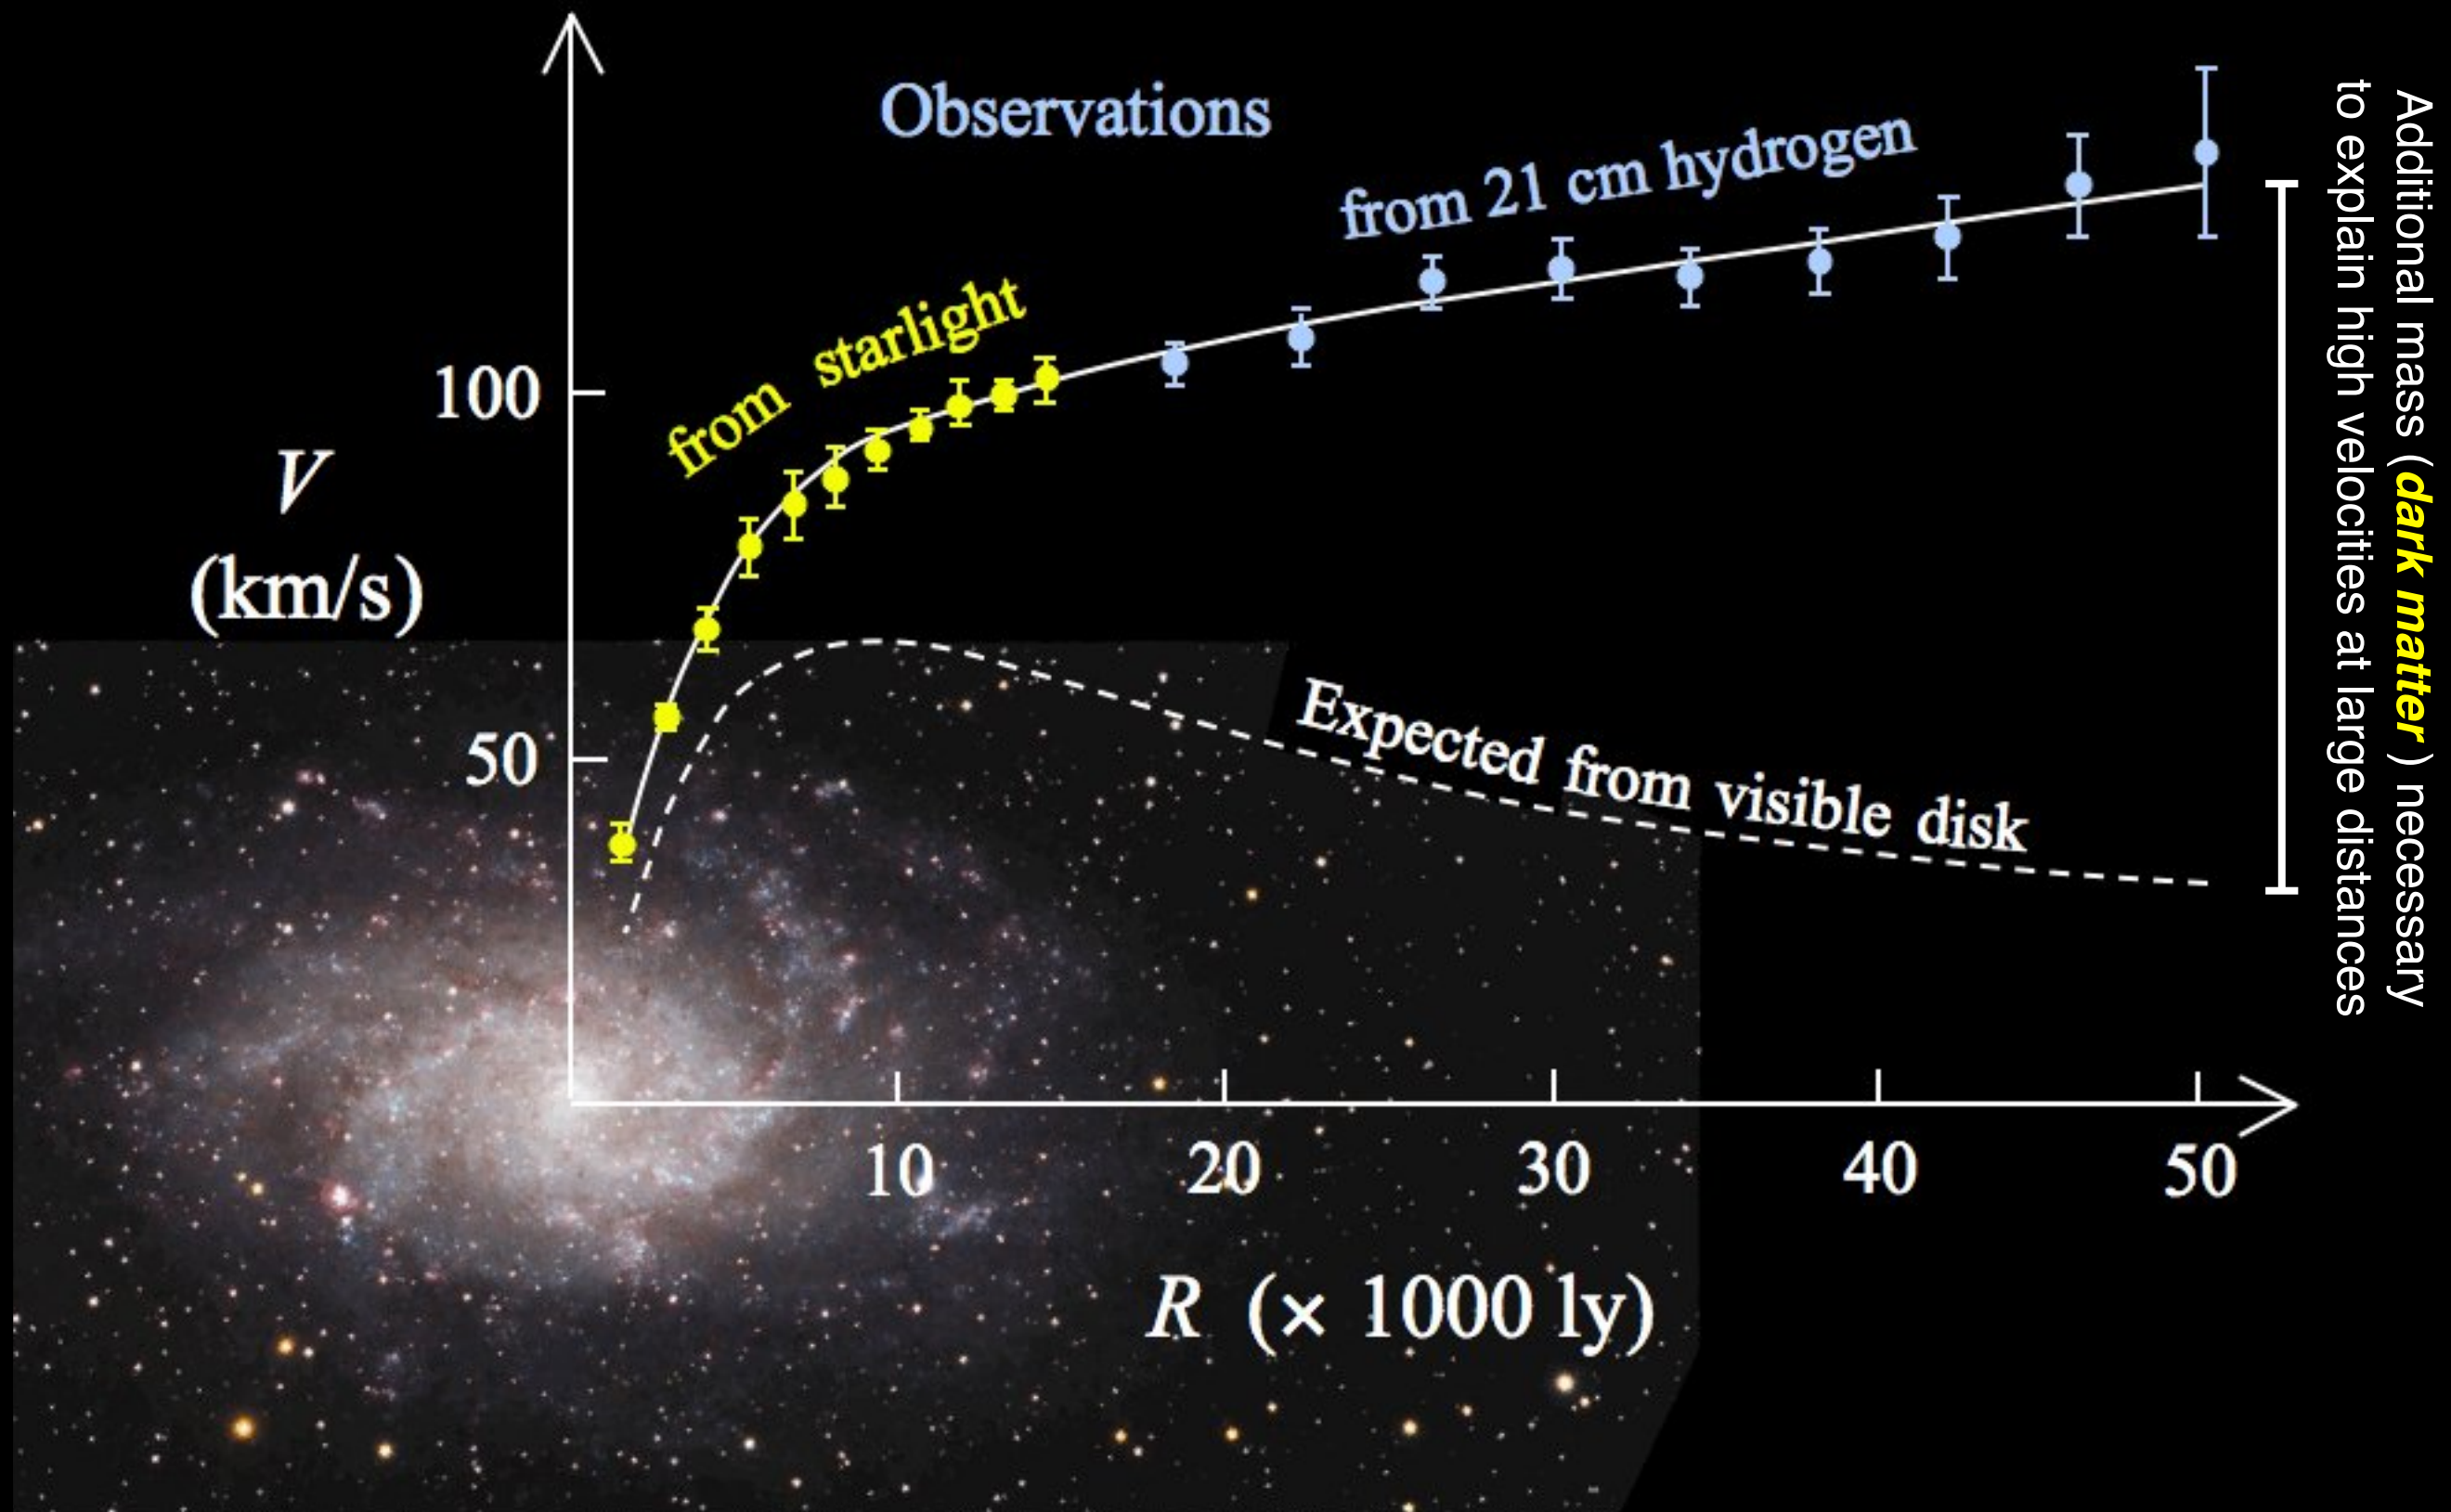 Observations
from 21 cm hydrogen
from starlight
100
V
(km/s)
50
Expected from visible disk
10 20 30 40 50
R (× 1000 ly)
Additional mass (dark matter) necessary
to explain high velocities at large distances